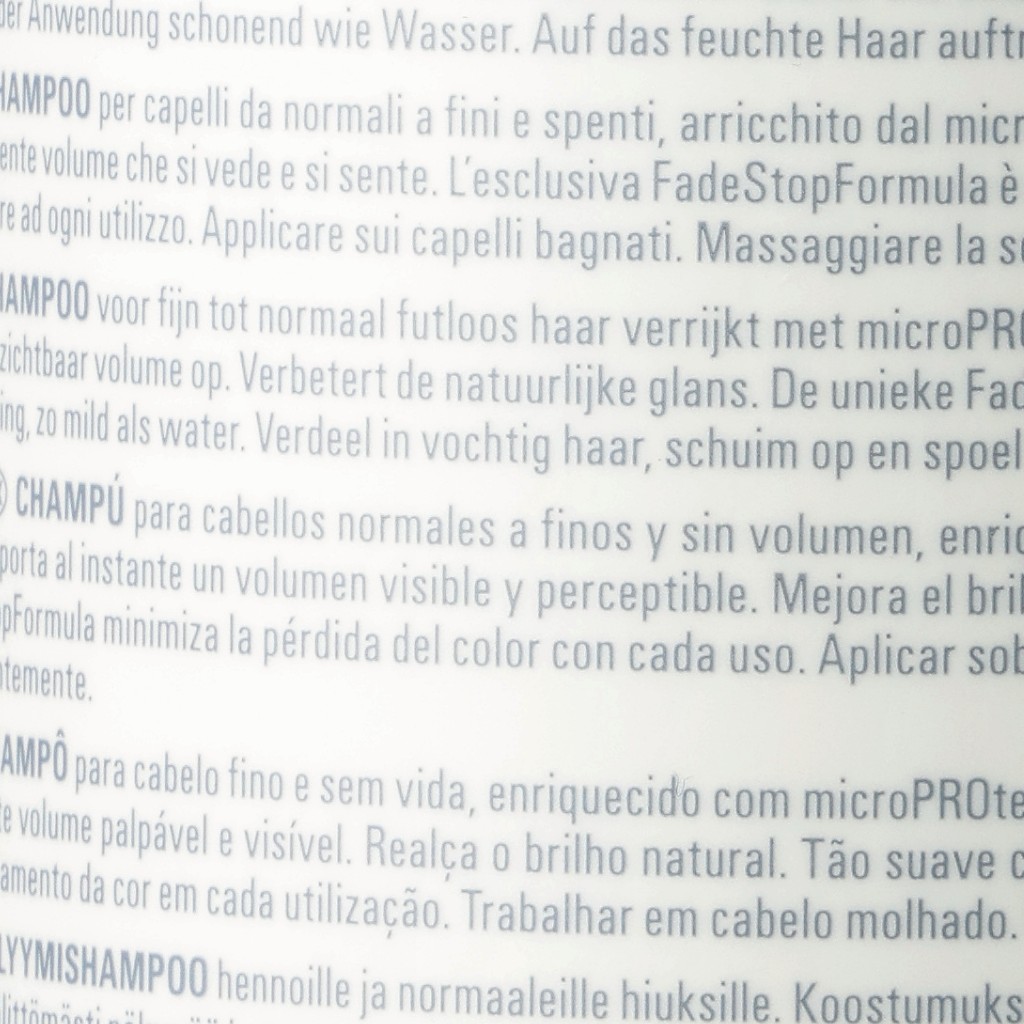 der Anwendung schonend wie Wasser. Auf das feuchte Haar auftr
HAMPOO per capelli da normali a fini e spenti, arricchito dal micr
ente volume che si vede e si sente. L'esclusiva FadeStopFormula è
re ad ogni utilizzo. Applicare sui capelli bagnati. Massaggiare la s
HAMPOO voor fijn tot normaal futloos haar verrijkt met microPRO
zichtbaar volume op. Verbetert de natuurlijke glans. De unieke Fad
ing, zo mild als water. Verdeel in vochtig haar, schuim op en spoel
CHAMPÚ para cabellos normales a finos y sin volumen, enric
porta al instante un volumen visible y perceptible. Mejora el bril
pFormula minimiza la pérdida del color con cada uso. Aplicar sob
temente.
AMPÔ para cabelo fino e sem vida, enriquecido com microPROte
te volume palpável e visível. Realça o brilho natural. Tão suave c
amento da cor em cada utilização. Trabalhar em cabelo molhado.
LYYMISHAMPOO hennoille ja normaaleille hiuksille. Koostumuks